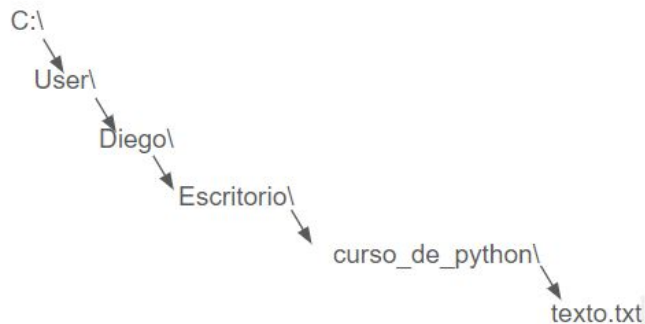 C:\
User\
Diego\
Escritorio\
curso_de_python\
texto.txt